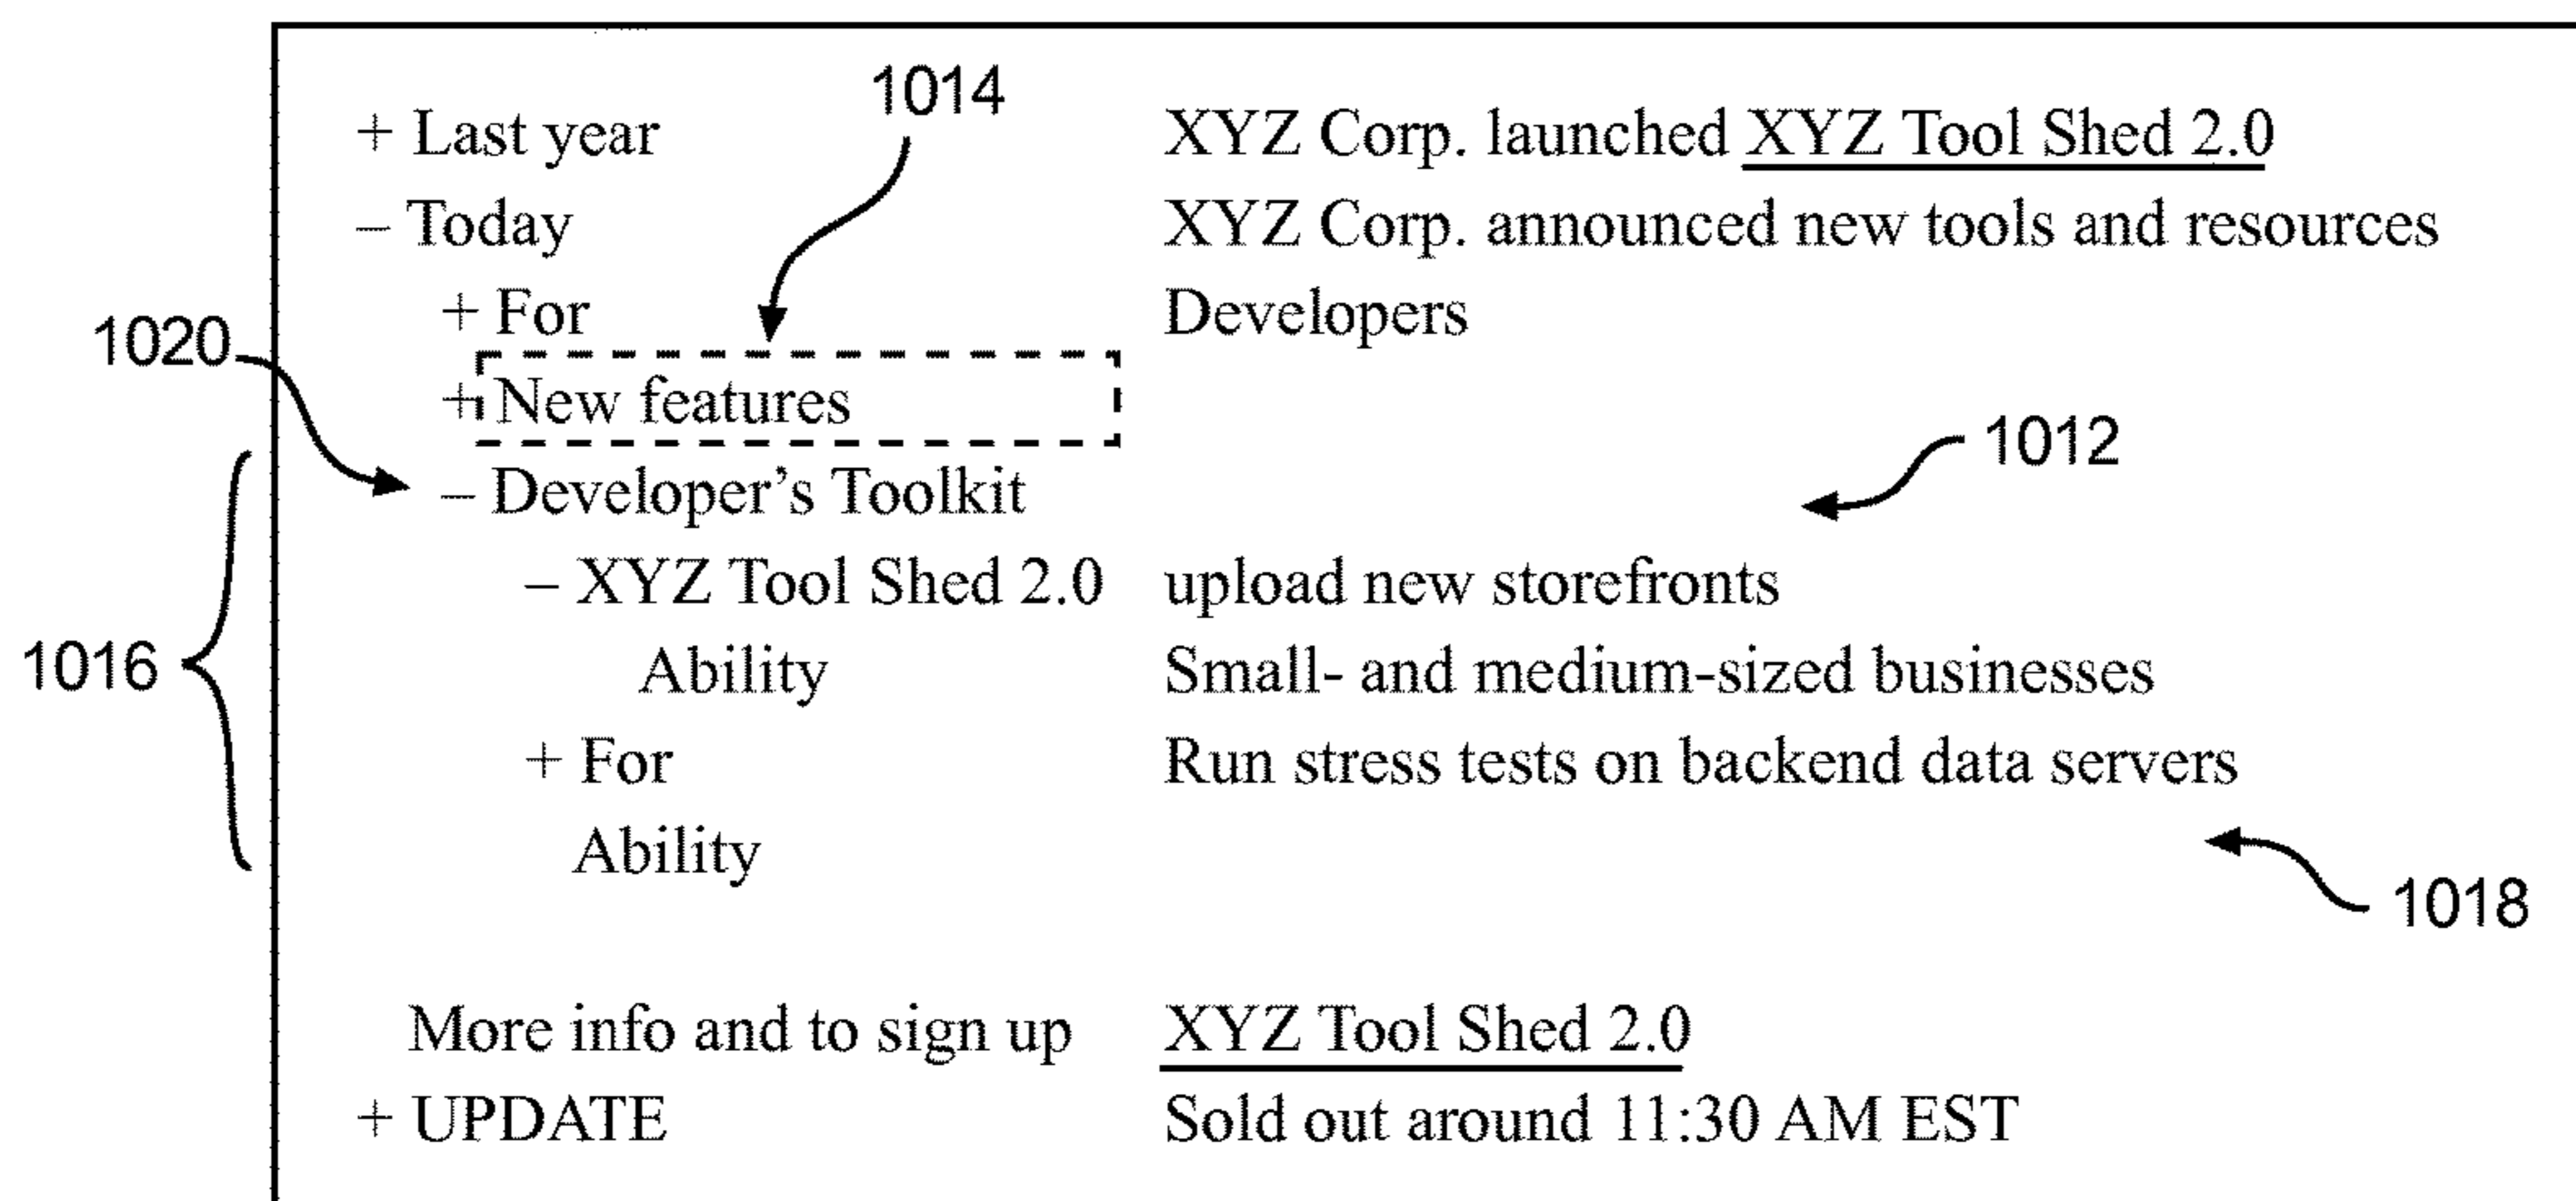 1014
+ Last year XYZ Corp. launched XYZ Tool Shed 2.0
– Today XYZ Corp. announced new tools and resources
+ For Developers
1020
+ New features
1012
– Developer’s Toolkit
– XYZ Tool Shed 2.0 upload new storefronts
1016
Ability Small- and medium-sized businesses
+ For Run stress tests on backend data servers
Ability
1018
More info and to sign up XYZ Tool Shed 2.0
+ UPDATE Sold out around 11:30 AM EST